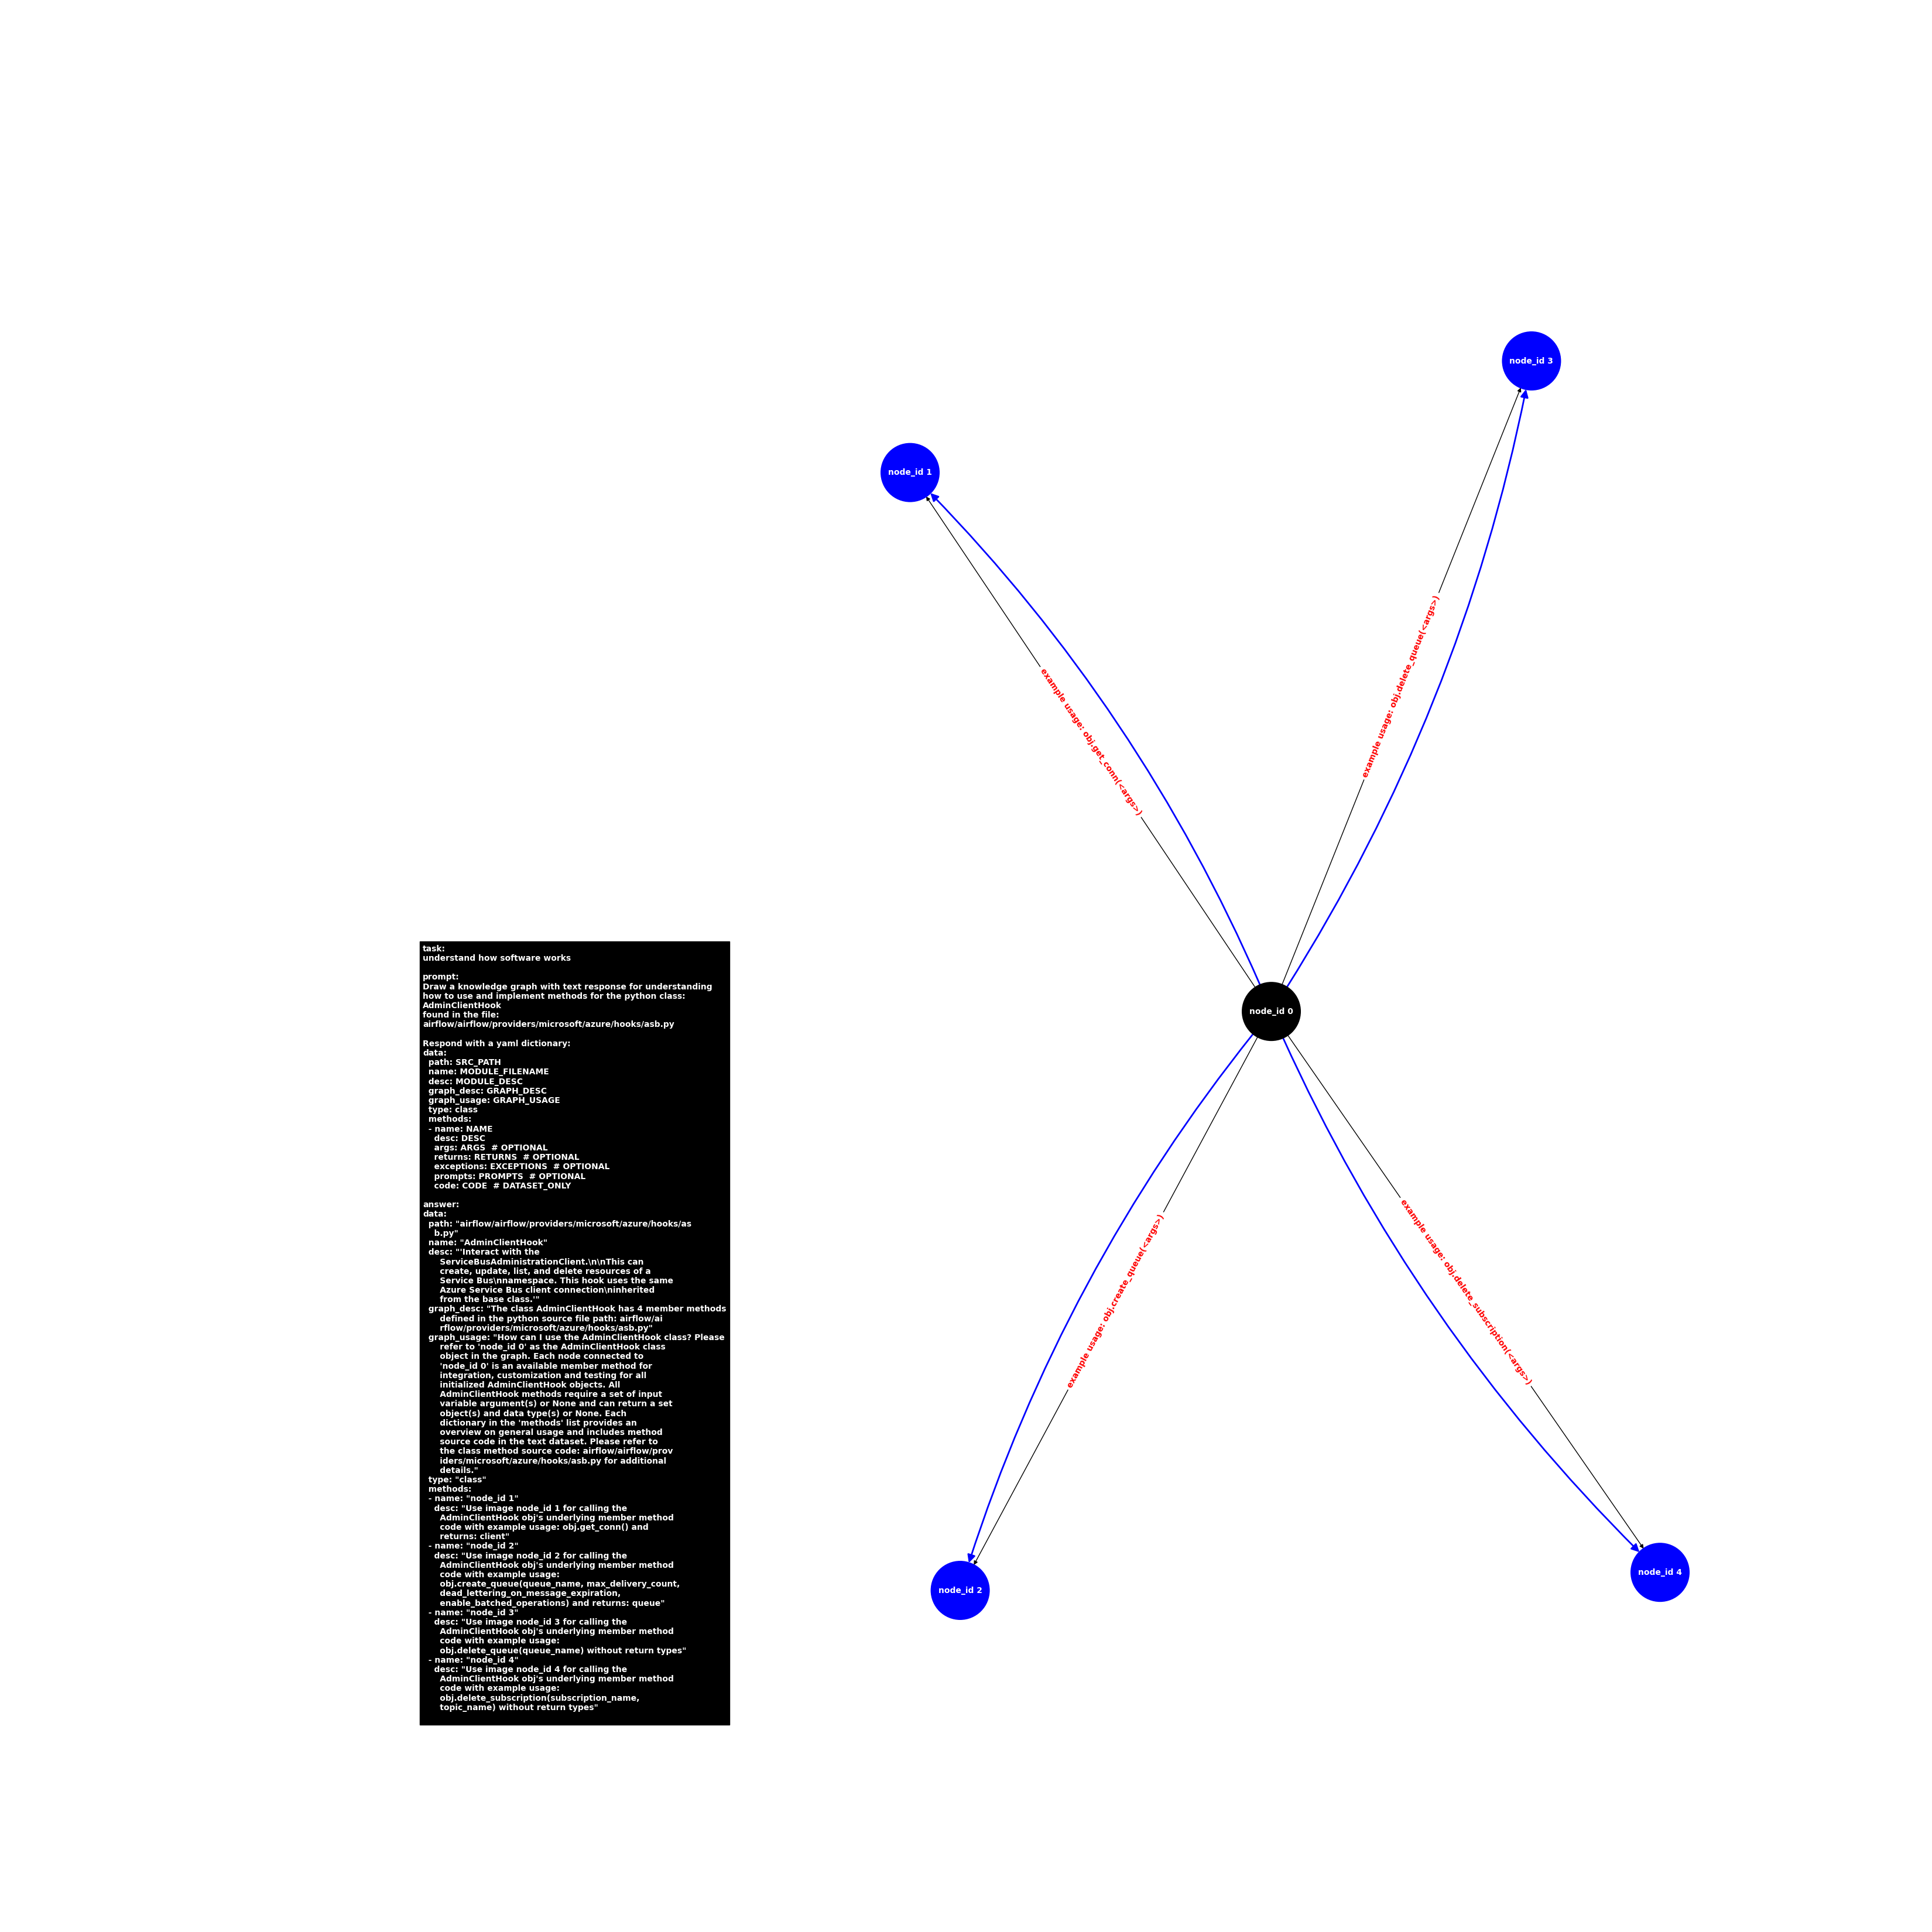 node_id 3
node_id 1
example usage: obj.delete_queue(<args>)
example usage: obj.get_conn(<args>)
node_id 0
task:
understand how software works

prompt:
Draw a knowledge graph with text response for understanding
how to use and implement methods for the python class:
AdminClientHook
found in the file:
airflow/airflow/providers/microsoft/azure/hooks/asb.py

Respond with a yaml dictionary:
data:
  path: SRC_PATH
  name: MODULE_FILENAME
  desc: MODULE_DESC
  graph_desc: GRAPH_DESC
  graph_usage: GRAPH_USAGE
  type: class
  methods:
  - name: NAME
    desc: DESC
    args: ARGS  # OPTIONAL
    returns: RETURNS  # OPTIONAL
    exceptions: EXCEPTIONS  # OPTIONAL
    prompts: PROMPTS  # OPTIONAL
    code: CODE  # DATASET_ONLY

answer:
data:
  path: "airflow/airflow/providers/microsoft/azure/hooks/as
    b.py"
  name: "AdminClientHook"
  desc: "'Interact with the
      ServiceBusAdministrationClient.\n\nThis can
      create, update, list, and delete resources of a
      Service Bus\nnamespace. This hook uses the same
      Azure Service Bus client connection\ninherited
      from the base class.'"
  graph_desc: "The class AdminClientHook has 4 member methods
      defined in the python source file path: airflow/ai
      rflow/providers/microsoft/azure/hooks/asb.py"
  graph_usage: "How can I use the AdminClientHook class? Please
      refer to 'node_id 0' as the AdminClientHook class
      object in the graph. Each node connected to
      'node_id 0' is an available member method for
      integration, customization and testing for all
      initialized AdminClientHook objects. All
      AdminClientHook methods require a set of input
      variable argument(s) or None and can return a set
      object(s) and data type(s) or None. Each
      dictionary in the 'methods' list provides an
      overview on general usage and includes method
      source code in the text dataset. Please refer to
      the class method source code: airflow/airflow/prov
      iders/microsoft/azure/hooks/asb.py for additional
      details."
  type: "class"
  methods:
  - name: "node_id 1"
    desc: "Use image node_id 1 for calling the
      AdminClientHook obj's underlying member method
      code with example usage: obj.get_conn() and
      returns: client"
  - name: "node_id 2"
    desc: "Use image node_id 2 for calling the
      AdminClientHook obj's underlying member method
      code with example usage:
      obj.create_queue(queue_name, max_delivery_count,
      dead_lettering_on_message_expiration,
      enable_batched_operations) and returns: queue"
  - name: "node_id 3"
    desc: "Use image node_id 3 for calling the
      AdminClientHook obj's underlying member method
      code with example usage:
      obj.delete_queue(queue_name) without return types"
  - name: "node_id 4"
    desc: "Use image node_id 4 for calling the
      AdminClientHook obj's underlying member method
      code with example usage:
      obj.delete_subscription(subscription_name,
      topic_name) without return types"
example usage: obj.create_queue(<args>)
example usage: obj.delete_subscription(<args>)
node_id 2
node_id 4